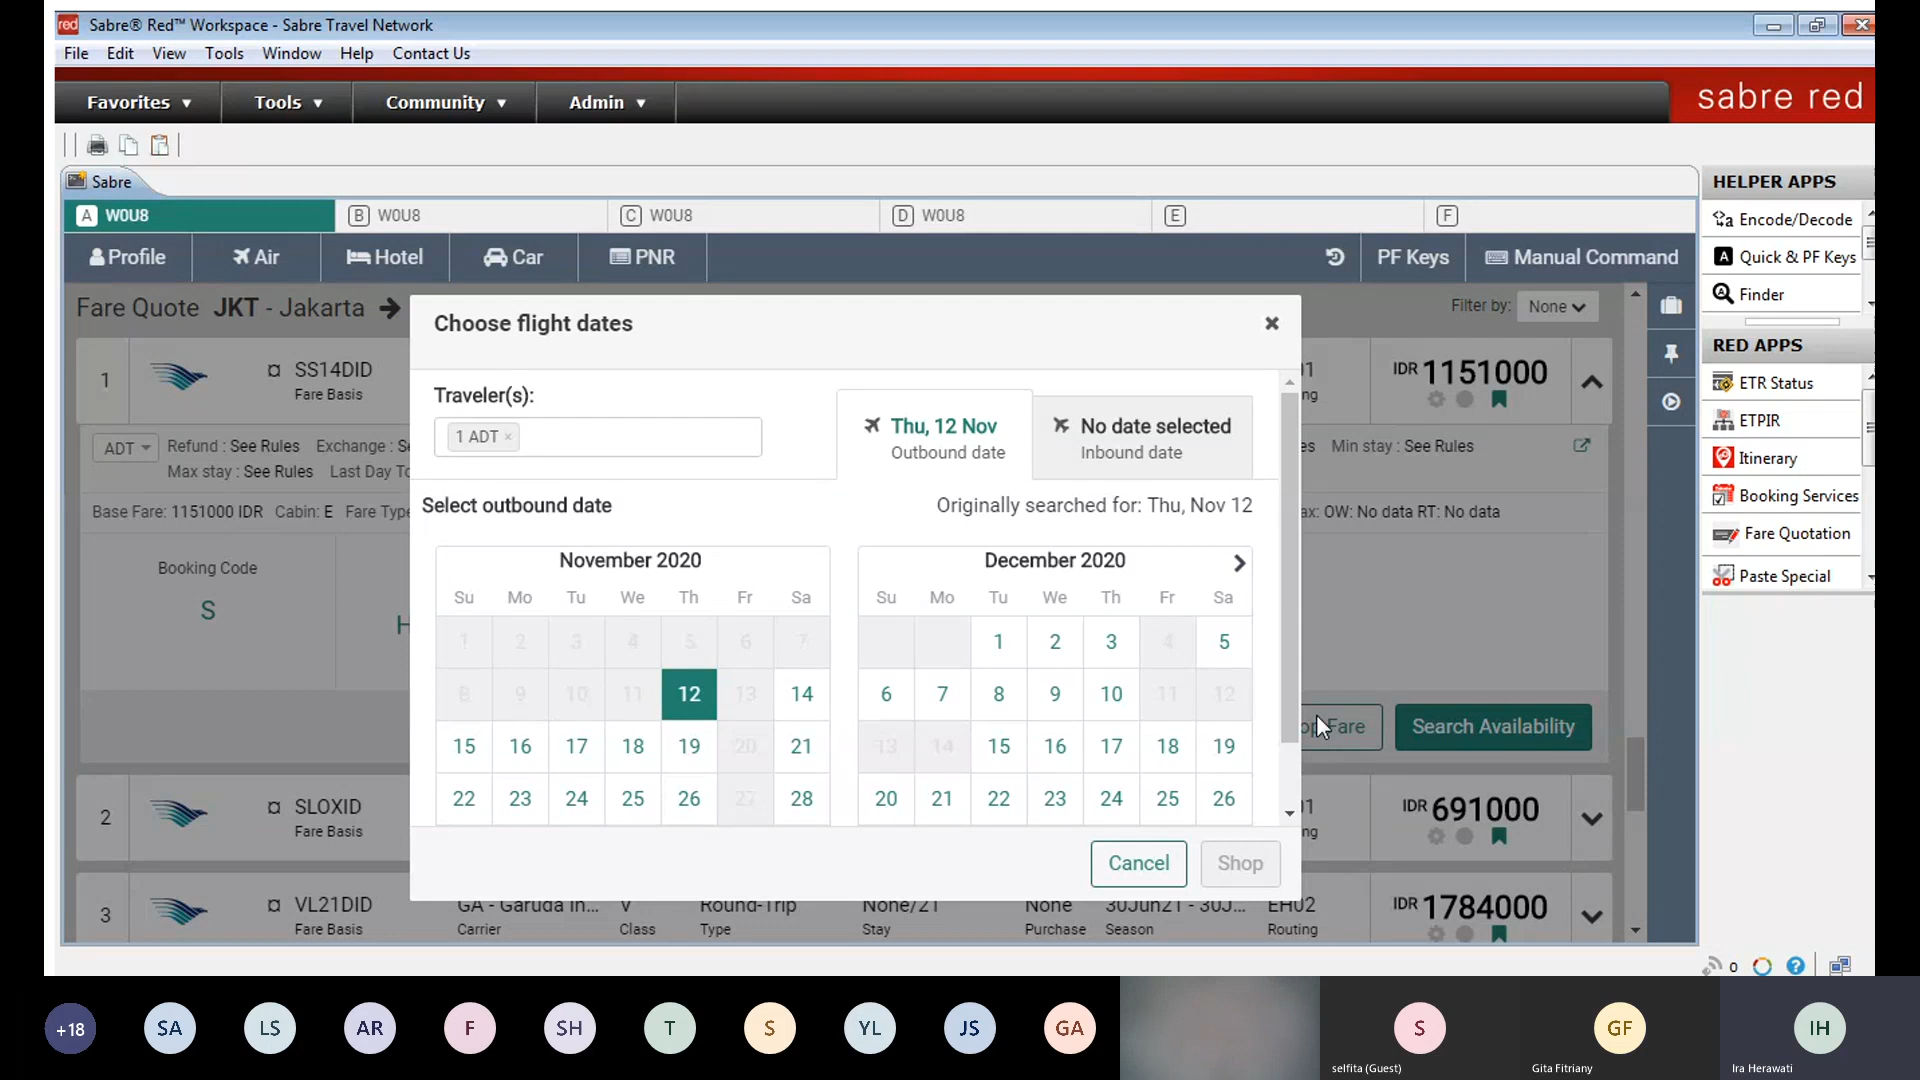 red Sabre® Red™ Workspace - Sabre Travel Network
File Edit View Tools Window Help Contact Us
Favorites Tools Community Admin
sabre red
Sabre
A W0U8 B W0U8 C W0U8 D W0U8 E F
Profile Air Hotel Car PNR PF Keys Manual Command
Fare Quote JKT - Jakarta
Filter by: None
Choose flight dates
1 SS14DID
Fare Basis
IDR 1151000
Traveler(s):
1 ADT ×
Thu, 12 Nov
Outbound date
No date selected
Inbound date
ADT Refund : See Rules Exchange :
Min stay : See Rules
Max stay : See Rules
Base Fare: 1151000 IDR Cabin: E Fare Type
OW: No data RT: No data
Select outbound date
Originally searched for: Thu, Nov 12
Booking Code
S
H
November 2020
Su Mo Tu We Th Fr Sa
1 2 3 4 5 6 7
8 9 10 11 12 13 14
15 16 17 18 19 20 21
22 23 24 25 26 27 28
December 2020
Su Mo Tu We Th Fr Sa
1 2 3 4 5
6 7 8 9 10 11 12
13 14 15 16 17 18 19
20 21 22 23 24 25 26
Fare
Search Availability
Cancel Shop
2 SLOXID
Fare Basis
IDR 691000
3 VL21DID
Fare Basis
GA - Garuda In...
Carrier
V
Class
Round-Trip
Type
None/21
Stay
None
Purchase
30Jun21 - 30J...
Season
EH02
Routing
IDR 1784000
HELPER APPS
Encode/Decode
Quick & PF Keys
Finder
RED APPS
ETR Status
ETPIR
Itinerary
Booking Services
Fare Quotation
Paste Special
0
+18 SA LS AR F SH T S YL JS GA S GF IH
selfita (Guest)
Gita Fitriany
Ira Herawati